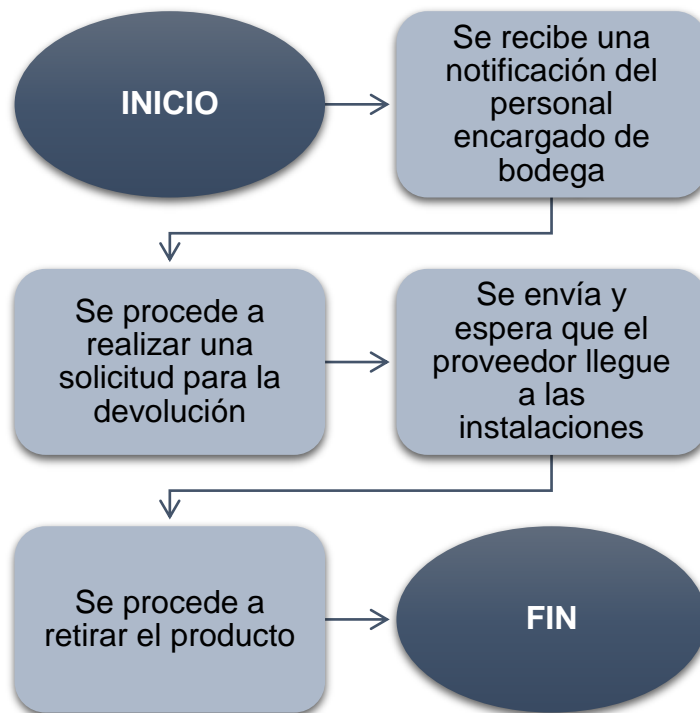 INICIO
Se recibe una
notificación del
personal
encargado de
bodega
Se procede a
realizar una
solicitud para la
devolución
Se envía y
espera que el
proveedor llegue
a las
instalaciones
Se procede a
retirar el producto
FIN